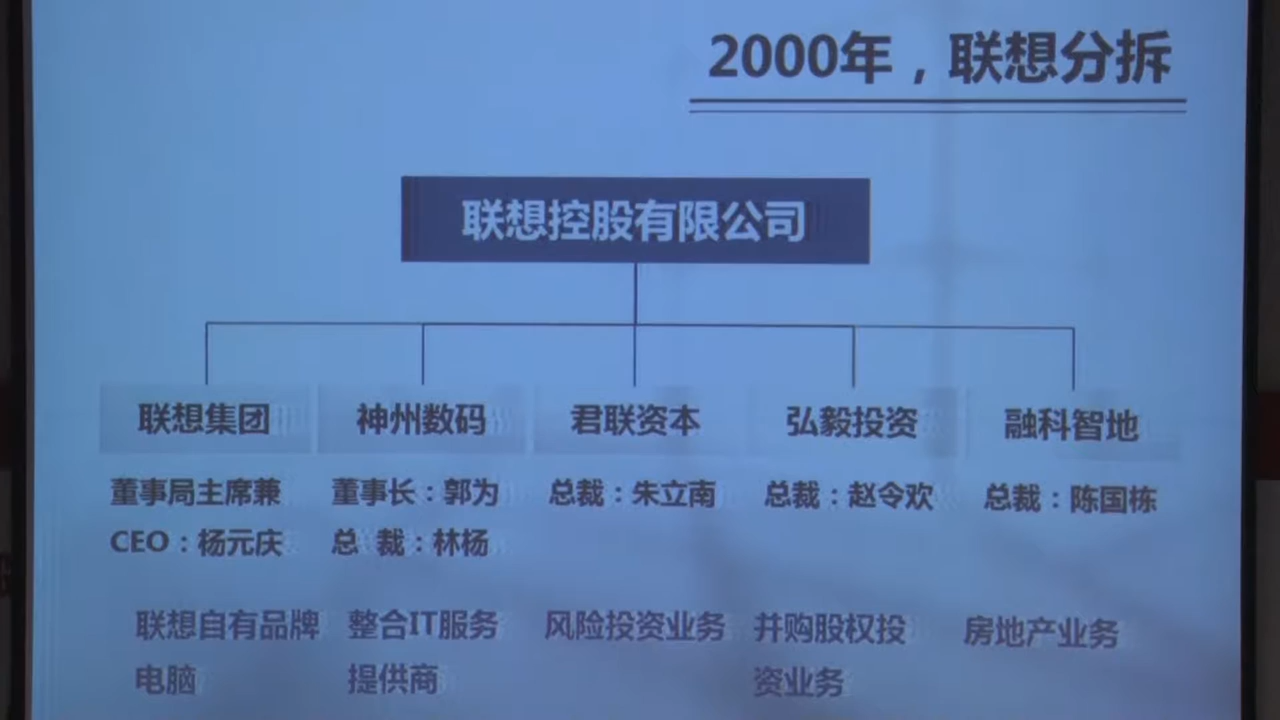 2000年，联想分拆
联想控股有限公司
联想集团
神州数码
君联资本
弘毅投资
融科智地
董事局主席兼
CEO：杨元庆
董事长：郭为
总 裁：林杨
总裁：朱立南
总裁：赵令欢
总裁：陈国栋
联想自有品牌
电脑
整合IT服务
提供商
风险投资业务
并购股权投
资业务
房地产业务